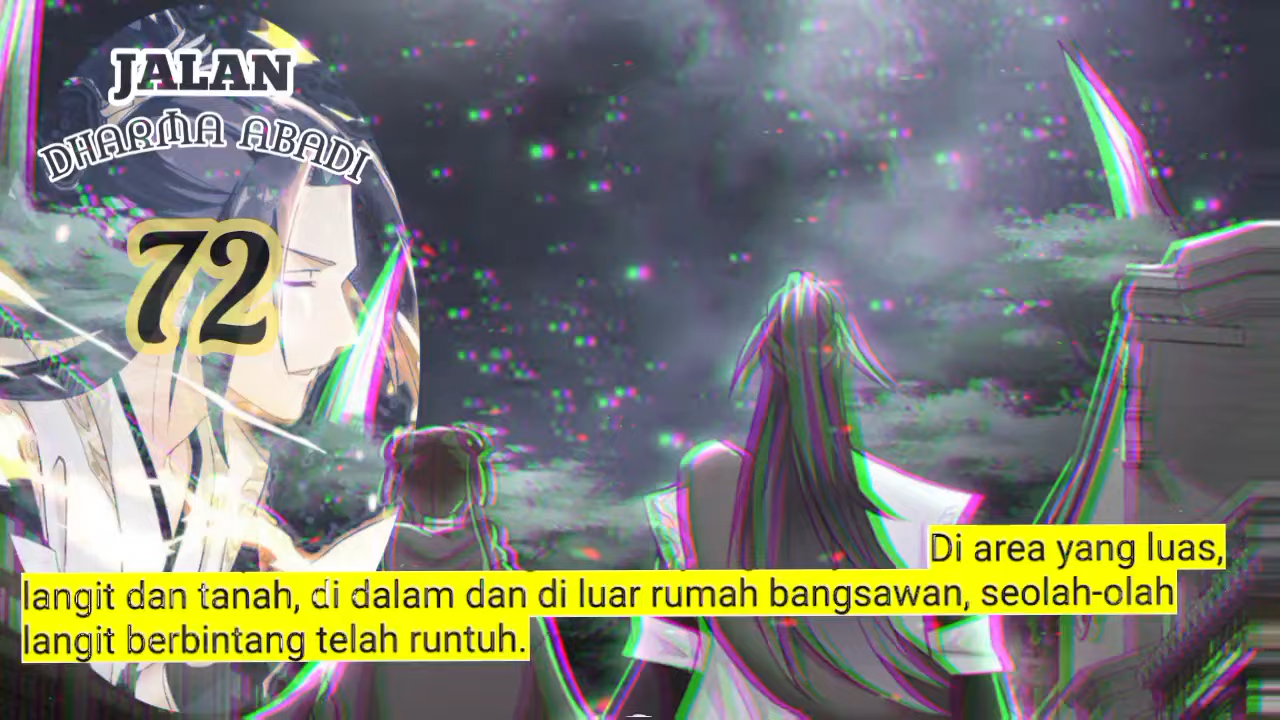 JALAN
DHARMA ABADI
72
Di area yang luas,
langit dan tanah, di dalam dan di luar rumah bangsawan, seolah-olah
langit berbintang telah runtuh.